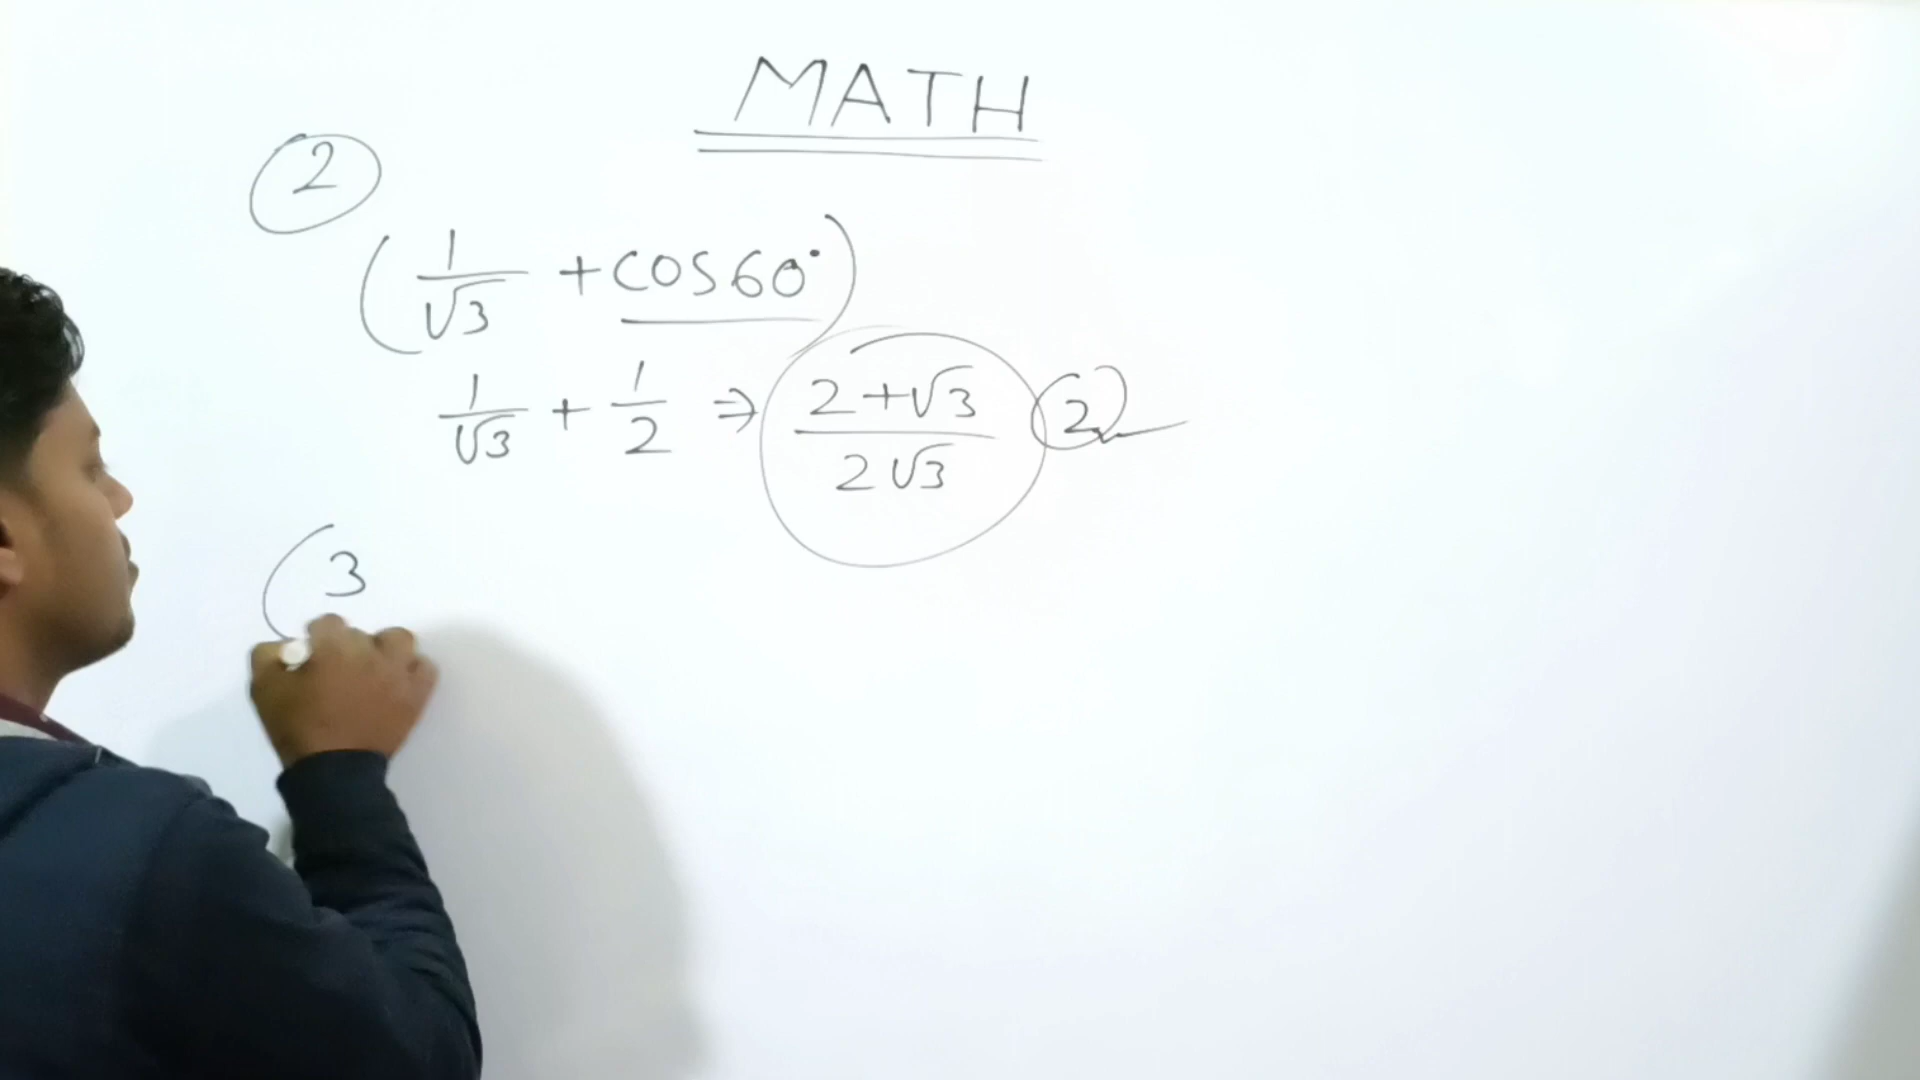 MATH
2
(1/√3 + cos60°)
1/√3 + 1/2 ⇒ 2+√3/2√3 2
3